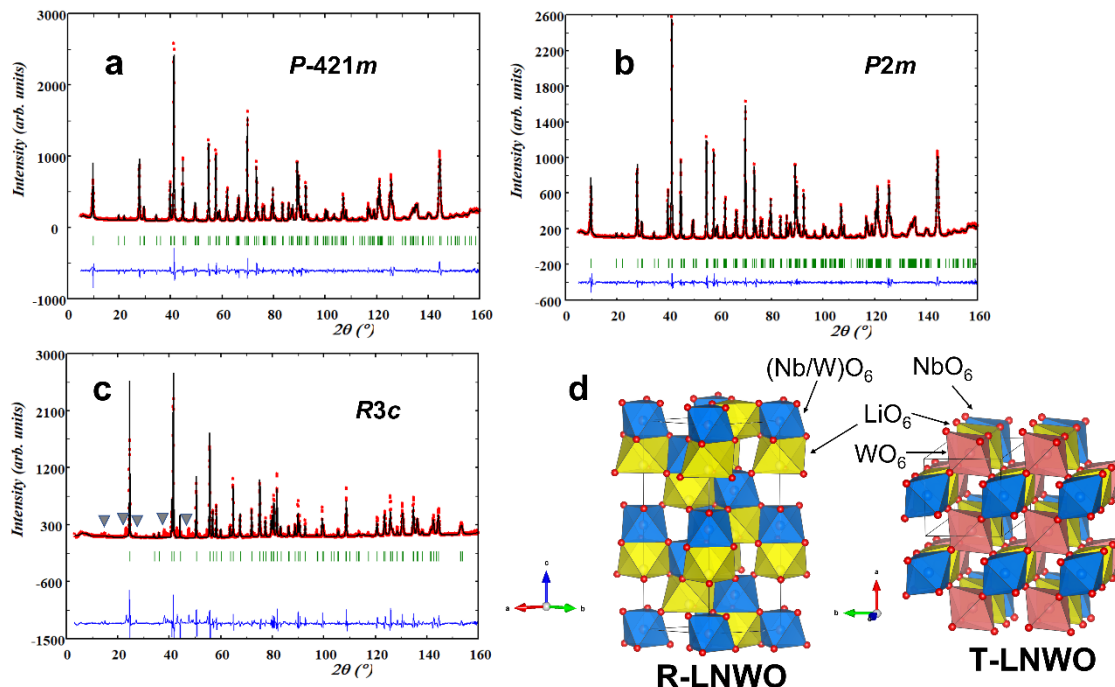 a
P-421m
Intensity (arb. units)
3000
2000
1000
0
-1000
0 20 40 60 80 100 120 140 160
2θ (°)
b
P2m
Intensity (arb. units)
2600
2200
1800
1400
1000
600
200
-200
-600
0 20 40 60 80 100 120 140 160
2θ (°)
c
R3c
Intensity (arb. units)
3000
2100
1200
300
-600
-1500
0 20 40 60 80 100 120 140 160
2θ (°)
d
(Nb/W)O6
NbO6
LiO6
WO6
c
a
b
R-LNWO
a
b
T-LNWO